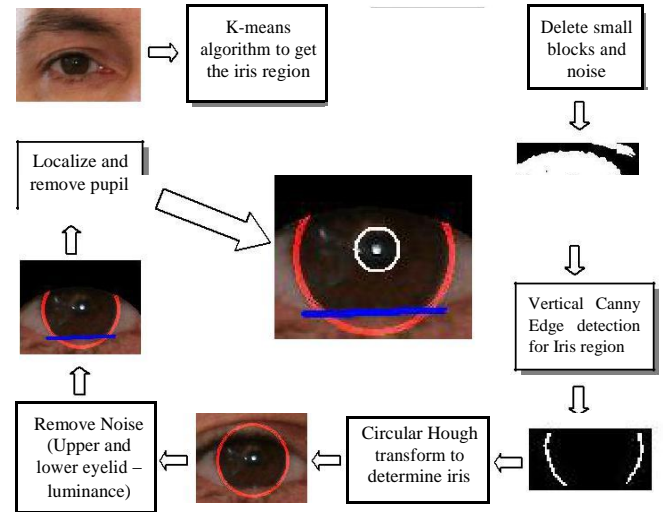 K-means
algorithm to get
the iris region
Delete small
blocks and
noise
Vertical Canny
Edge detection
for Iris region
Circular Hough
transform to
determine iris
Remove Noise
(Upper and
lower eyelid –
luminance)
Localize and
remove pupil